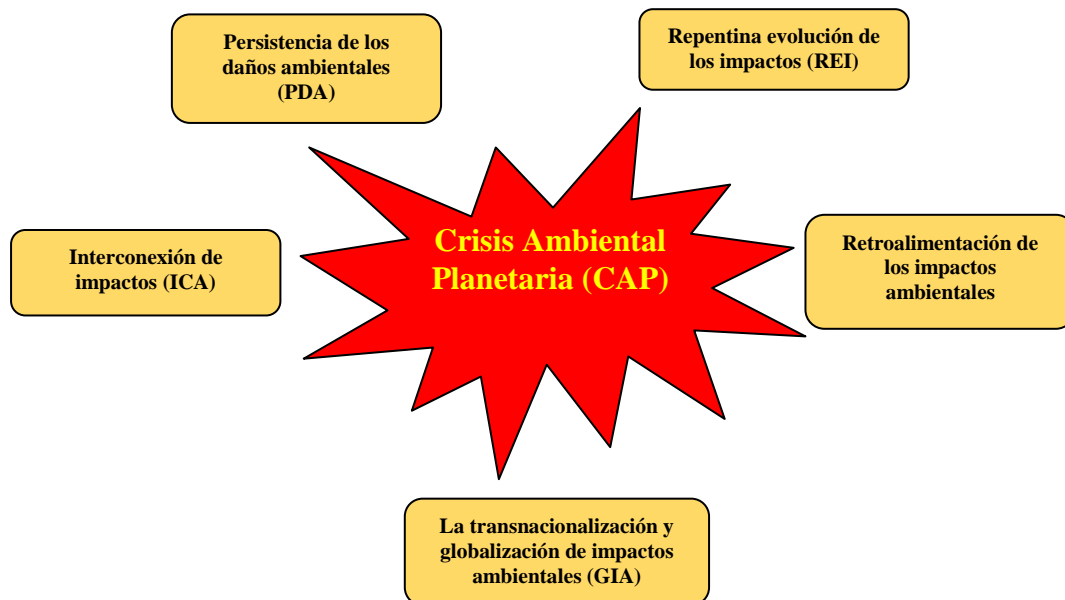 Persistencia de los
daños ambientales
(PDA)
Repentina evolución de
los impactos (REI)
Crisis Ambiental
Planetaria (CAP)
Interconexión de
impactos (ICA)
Retroalimentación de
los impactos
ambientales
La transnacionalización y
globalización de impactos
ambientales (GIA)